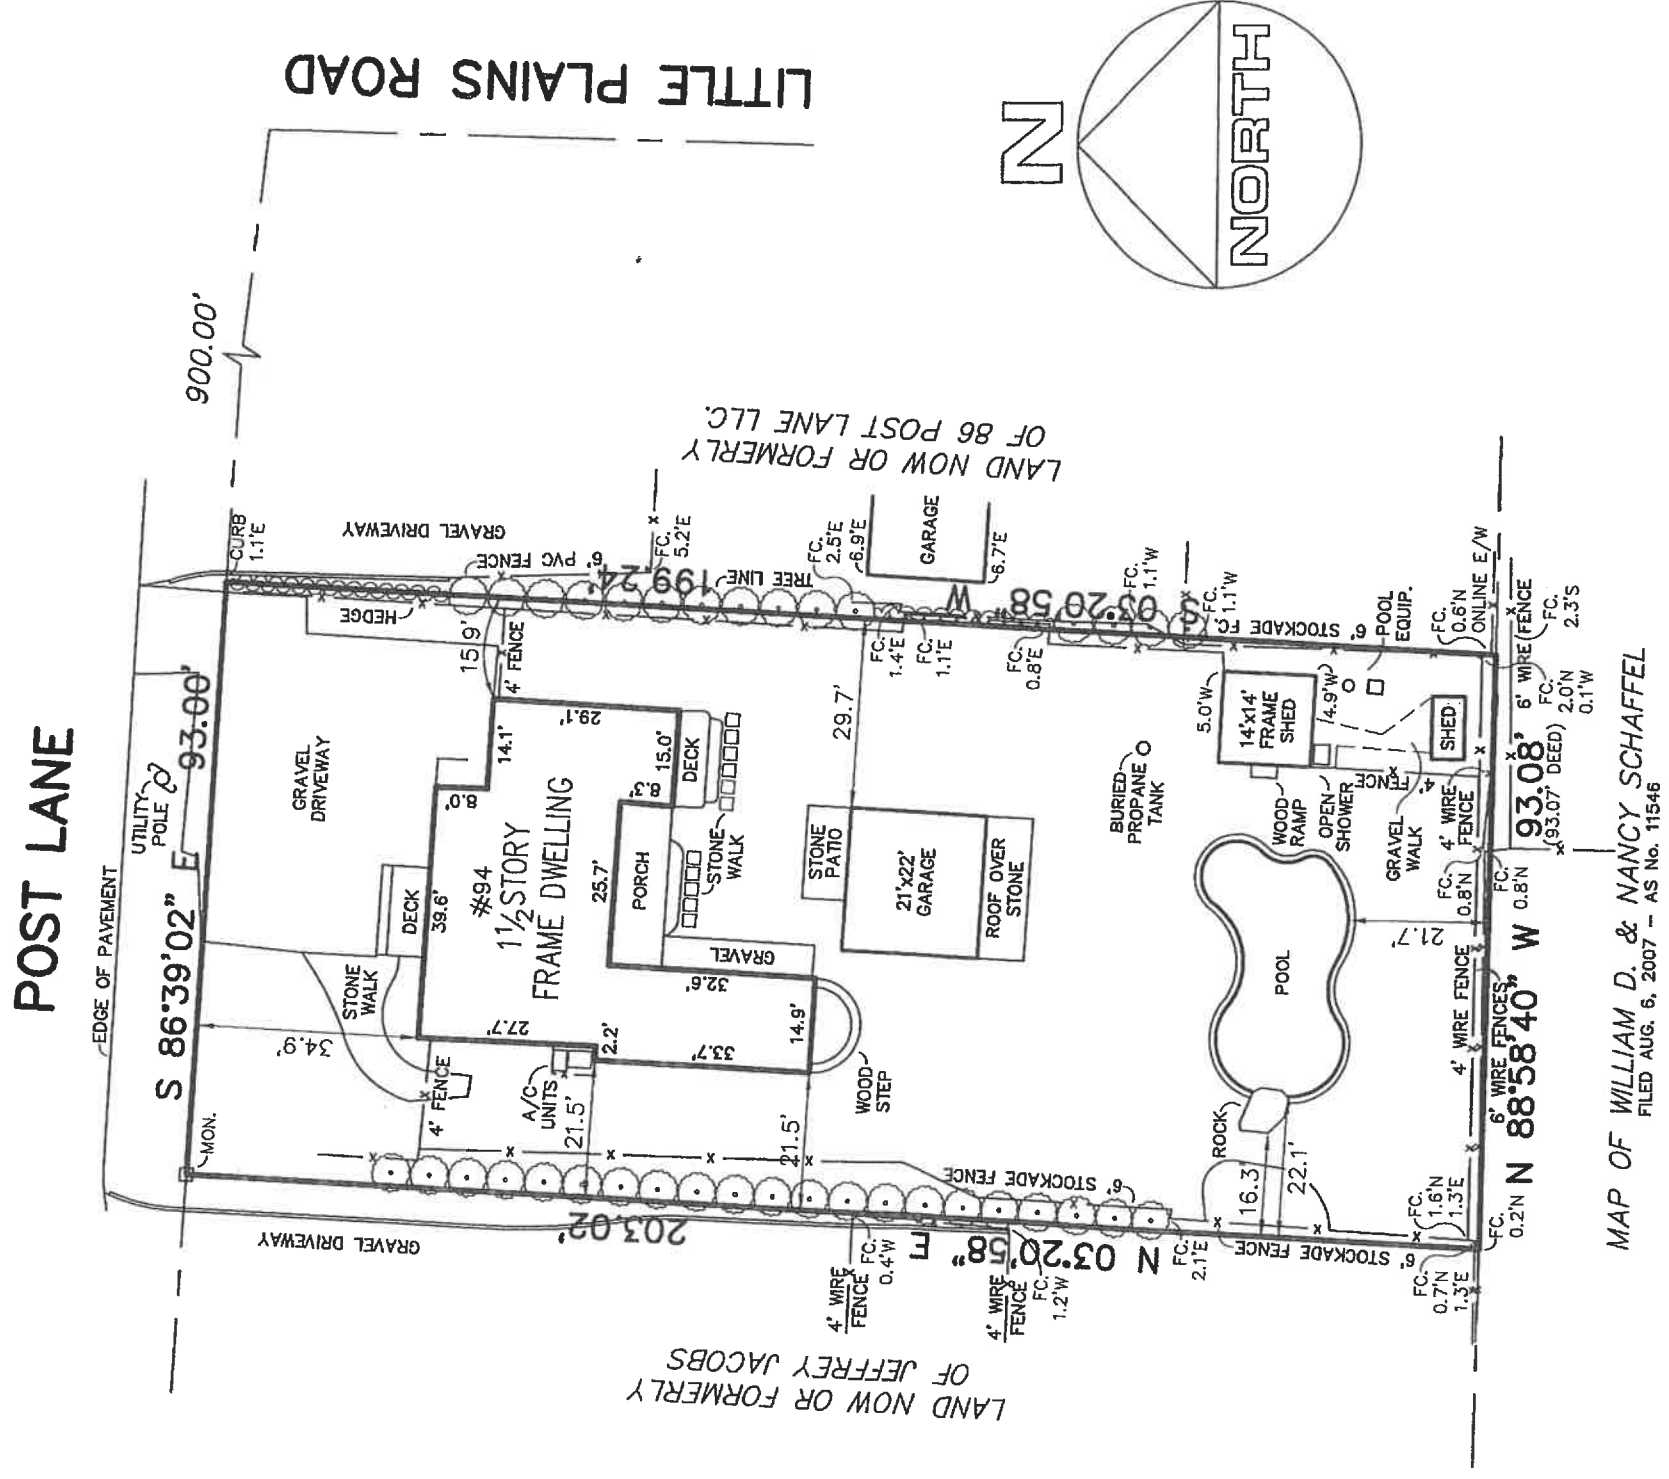 POST LANE
LITTLE PLAINS ROAD
N
NORTH
900.00'
EDGE OF PAVEMENT
UTILITY
POLE
S 86°39'02" E
93.00'
MON.
CURB
1.1'E
GRAVEL DRIVEWAY
HEDGE
6' PVC FENCE
FC.
5.2'E
LAND NOW OR FORMERLY
OF 86 POST LANE LLC.
GRAVEL
DRIVEWAY
15.9'
4' FENCE
199.24'
TREE LINE
FC.
2.5'E
6.9'E
GARAGE
6.7'E
S 03°20'58" W
FC.
1.1'W
FC.
1.1'W
FC.
1.4'E
FC.
1.1'E
FC.
0.8'E
6' STOCKADE FC.
DECK
STONE
WALK
34.9'
39.6'
8.0'
14.1'
29.1'
15.0'
8.3'
25.7'
32.6'
14.9'
33.7'
2.2'
27.7'
#94
1 1/2 STORY
FRAME DWELLING
DECK
PORCH
STONE
WALK
GRAVEL
4' FENCE
A/C
UNITS
21.5'
21.5'
WOOD
STEP
29.7'
STONE
PATIO
21'x22'
GARAGE
ROOF OVER
STONE
BURIED
PROPANE
TANK
5.0'W
14'x14'
FRAME
SHED
4.9'W
POOL
EQUIP.
SHED
WOOD
RAMP
OPEN
SHOWER
4' FENCE
GRAVEL
WALK
4' WIRE
FENCE
FC.
0.6'N
ONLINE E/W
6' WIRE FENCE
FC.
2.3'S
FC.
2.0'N
0.1'W
POOL
21.7'
ROCK
16.3'
22.1'
FC.
0.8'N
FC.
0.8'N
4' WIRE FENCE
6' WIRE FENCES
N 88°58'40" W
93.08'
(93.07' DEED)
FC.
1.6'N
1.3'E
FC.
0.2'N
FC.
0.7'N
1.3'E
6' STOCKADE FENCE
6' STOCKADE FENCE
FC.
2.1'E
N 03°20'58" E
203.02'
GRAVEL DRIVEWAY
4' WIRE
FENCE
FC.
0.4'W
4' WIRE
FENCE
FC.
1.2'W
LAND NOW OR FORMERLY
OF JEFFREY JACOBS
MAP OF WILLIAM D. & NANCY SCHAFFEL
FILED AUG. 6, 2007 – AS No. 11546